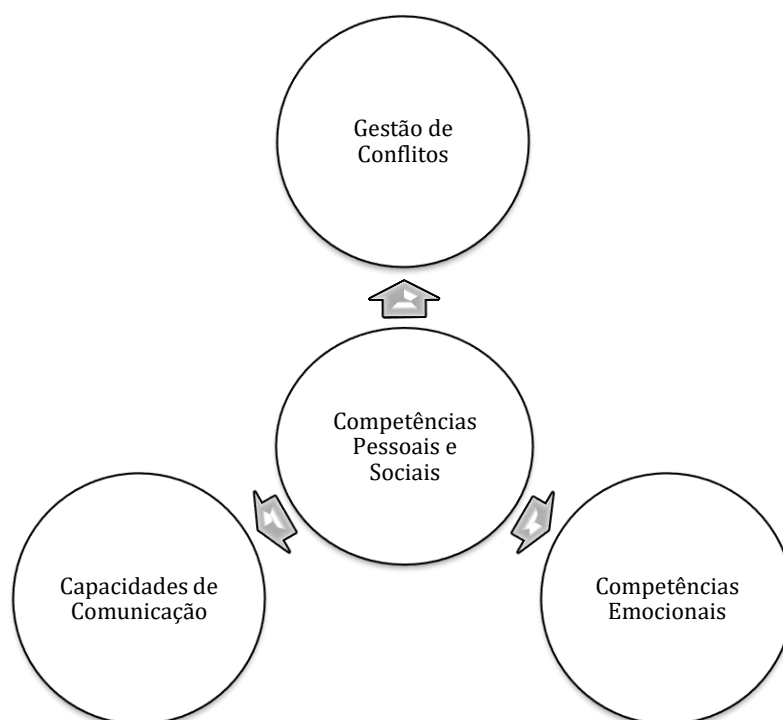 Gestão de
Conflitos
Competências
Pessoais e
Sociais
Capacidades de
Comunicação
Competências
Emocionais